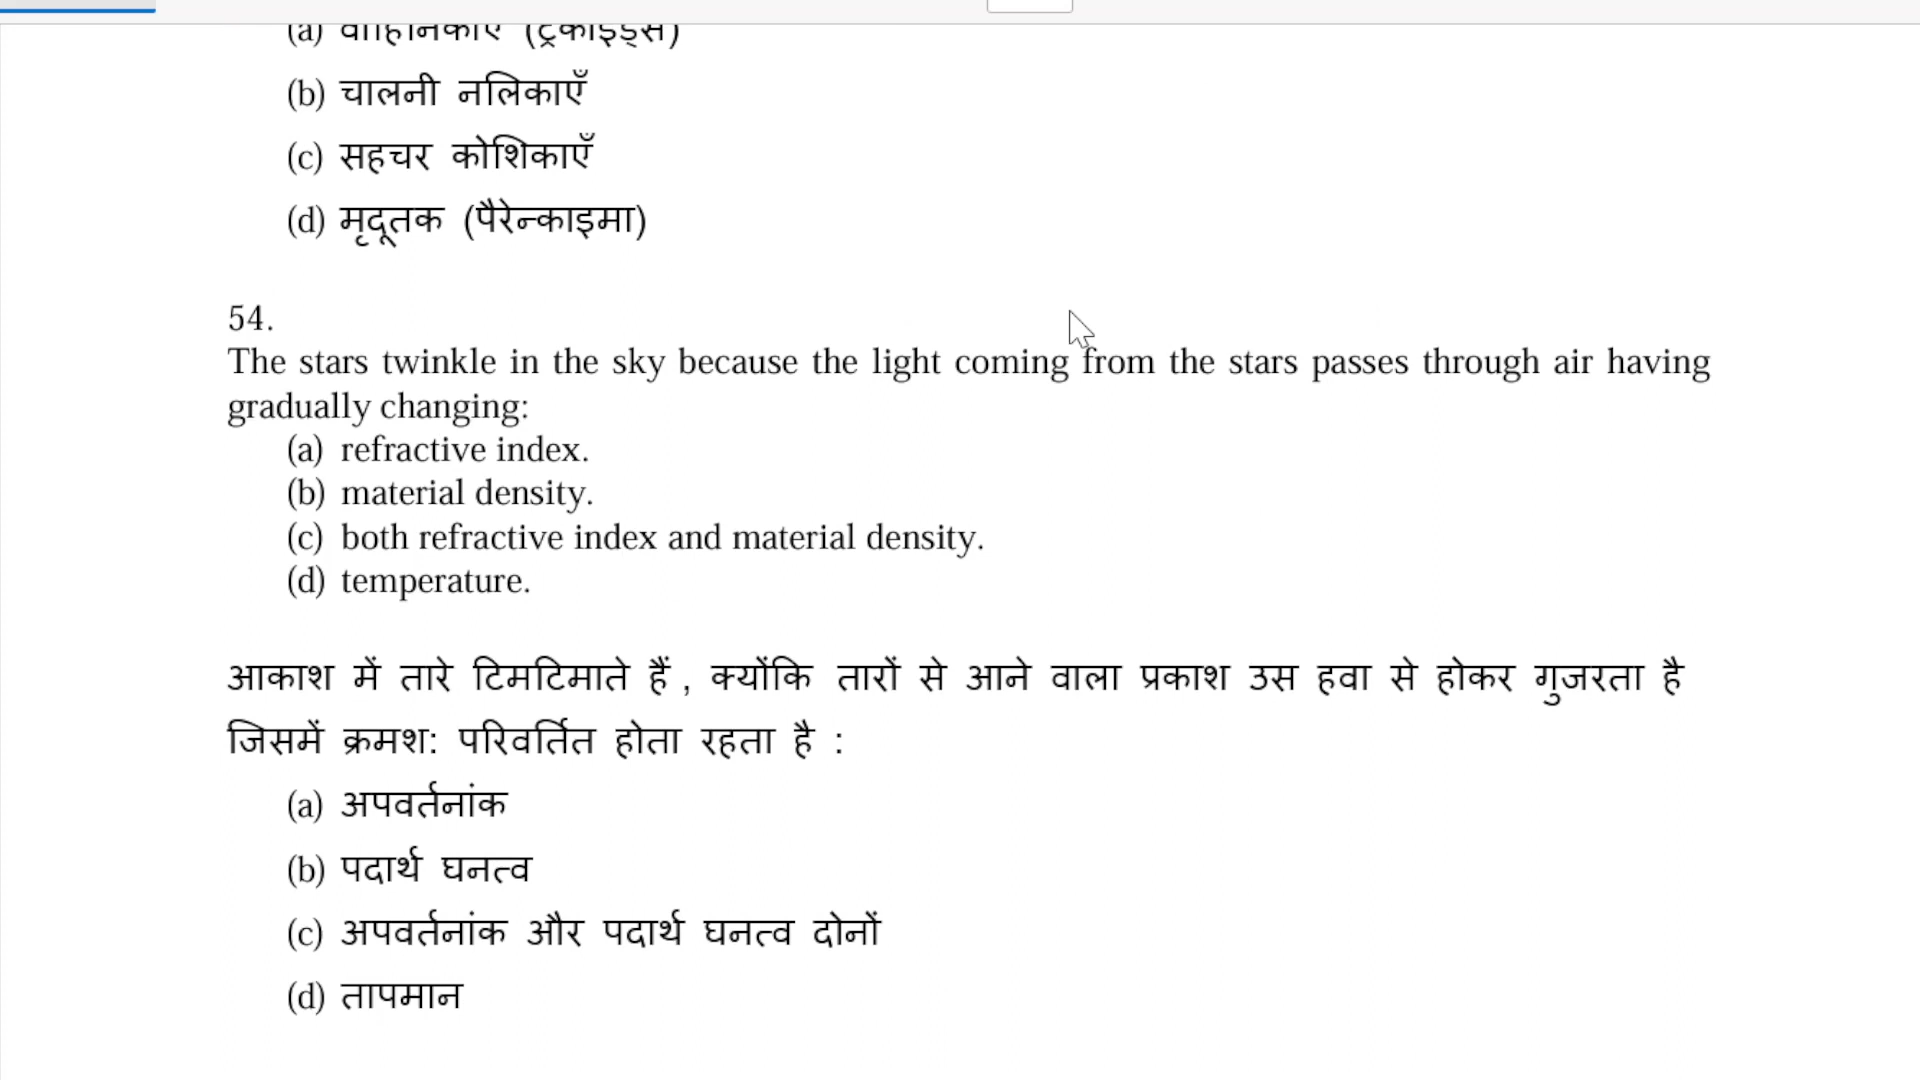 (a) वाहिनिकाएँ (ट्रैकाइड्स)
(b) चालनी नलिकाएँ
(c) सहचर कोशिकाएँ
(d) मृदूतक (पैरेन्काइमा)
54.
The stars twinkle in the sky because the light coming from the stars passes through air having
gradually changing:
(a) refractive index.
(b) material density.
(c) both refractive index and material density.
(d) temperature.
आकाश में तारे टिमटिमाते हैं , क्योंकि तारों से आने वाला प्रकाश उस हवा से होकर गुजरता है
जिसमें क्रमश: परिवर्तित होता रहता है :
(a) अपवर्तनांक
(b) पदार्थ घनत्व
(c) अपवर्तनांक और पदार्थ घनत्व दोनों
(d) तापमान